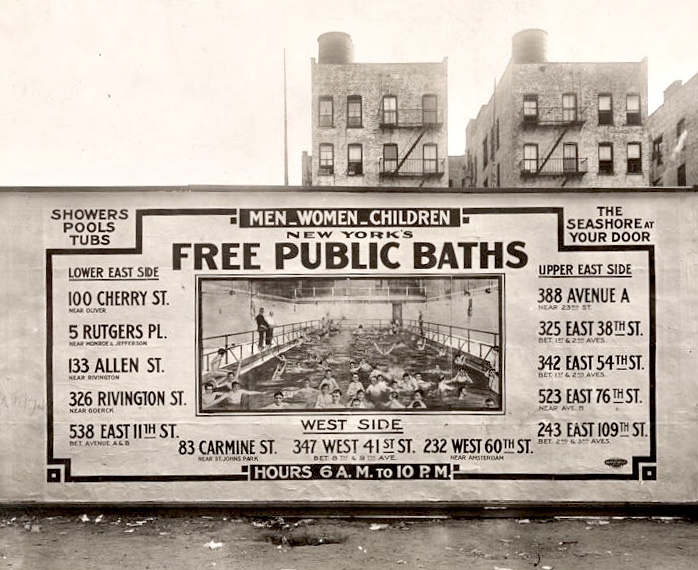 SHOWERS
POOLS
TUBS
MEN_WOMEN_CHILDREN
NEW YORK'S
FREE PUBLIC BATHS
THE
SEASHORE AT
YOUR DOOR
LOWER EAST SIDE
100 CHERRY ST.
NEAR OLIVER
5 RUTGERS PL.
NEAR MONROE & JEFFERSON
133 ALLEN ST.
NEAR RIVINGTON
326 RIVINGTON ST.
NEAR GOERCK
538 EAST 11TH ST.
BET. AVENUE A & B
UPPER EAST SIDE
388 AVENUE A
NEAR 23RD ST.
325 EAST 38TH ST.
BET. 1ST & 2ND AVES.
342 EAST 54TH ST.
BET. 1ST & 2ND AVES.
523 EAST 76TH ST.
NEAR AVE. B
243 EAST 109TH ST.
BET. 2ND & 3RD AVES.
WEST SIDE
83 CARMINE ST.
NEAR ST. JOHNS PARK
347 WEST 41ST ST.
BET. 8TH & 9TH AVE.
232 WEST 60TH ST.
NEAR AMSTERDAM
HOURS 6 A.M. TO 10 P.M.